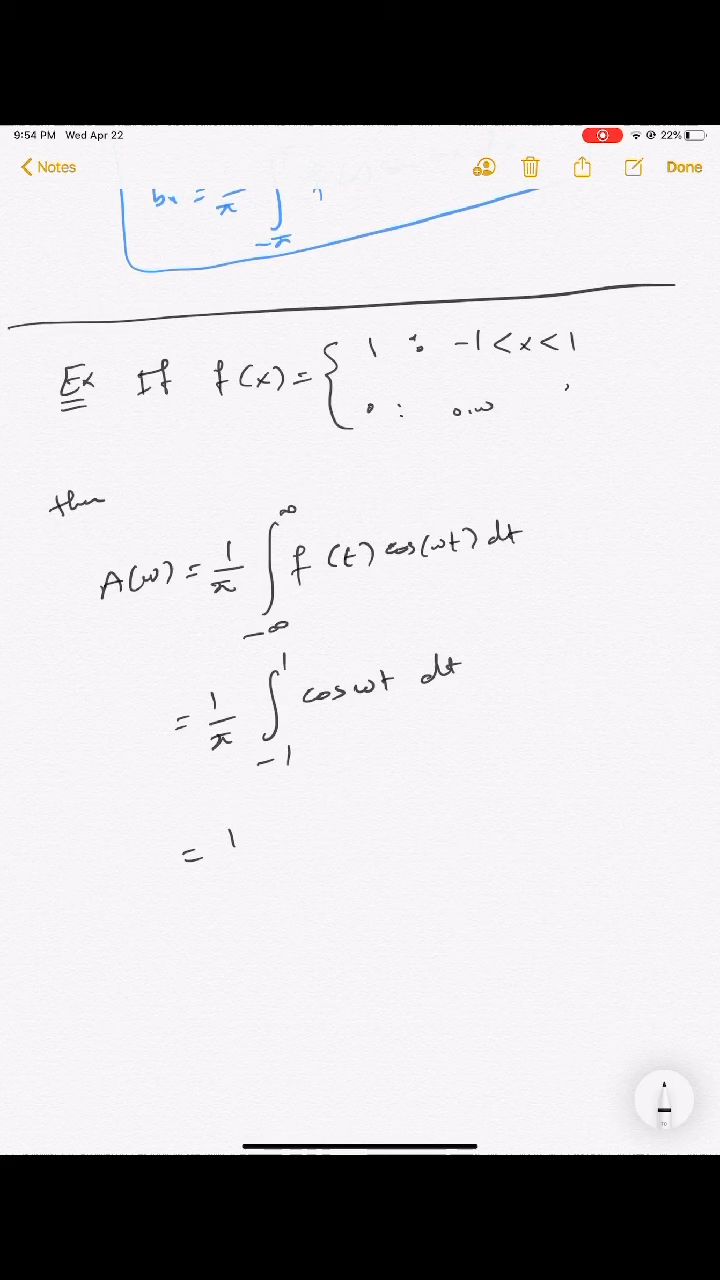 9:54 PM Wed Apr 22 22%
Notes Done
bₙ = — / π ∫ -π
Ex If f(x) = { 1 : -1 < x < 1
0 : o.w ,
then
A(ω) = 1/π ∫_{-∞}^{∞} f(t) cos(ωt) dt
= 1/π ∫_{-1}^{1} cos ωt dt
= 1